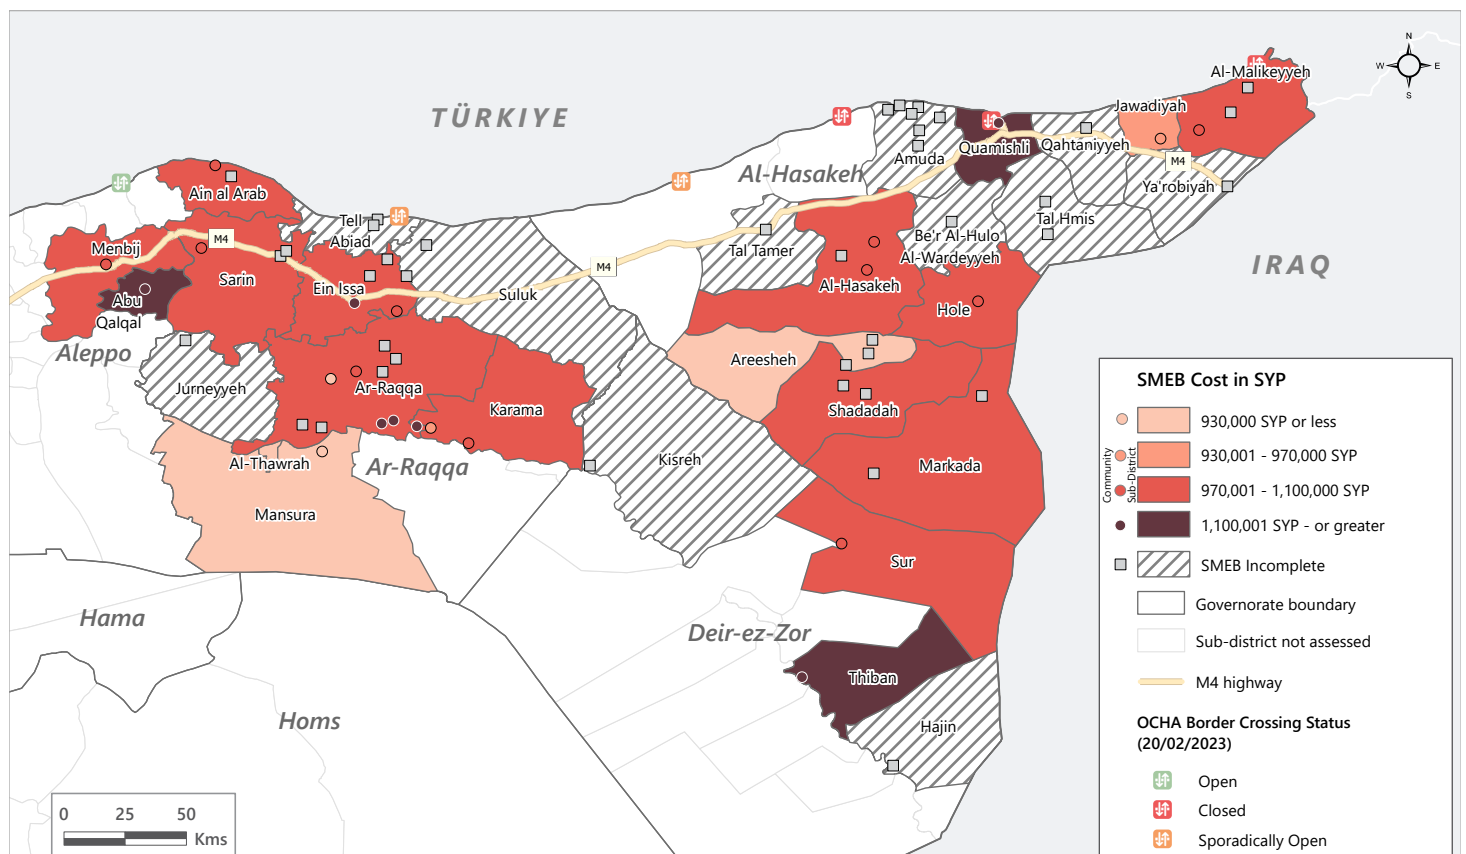 N
W
E
S
TÜRKIYE
Al-Malikeyyeh
Jawadiyah
Quamishli
Qahtaniyyeh
Amuda
M4
Ya'robiyah
Al-Hasakeh
Ain al Arab
Tell
Abiad
Tal Hmis
Be'r Al-Hulo
Al-Wardeyyeh
Tal Tamer
M4
Menbij
Sarin
Ein Issa
M4
Suluk
Al-Hasakeh
IRAQ
Abu
Qalqal
Hole
Aleppo
Areesheh
Jurneyyeh
Ar-Raqqa
Karama
Shadadah
Al-Thawrah
Ar-Raqqa
Kisreh
Markada
Mansura
Sur
Hama
Deir-ez-Zor
Thiban
Homs
Hajin
0 25 50
Kms
SMEB Cost in SYP
Community
Sub-District
930,000 SYP or less
930,001 - 970,000 SYP
970,001 - 1,100,000 SYP
1,100,001 SYP - or greater
SMEB Incomplete
Governorate boundary
Sub-district not assessed
M4 highway
OCHA Border Crossing Status
(20/02/2023)
Open
Closed
Sporadically Open